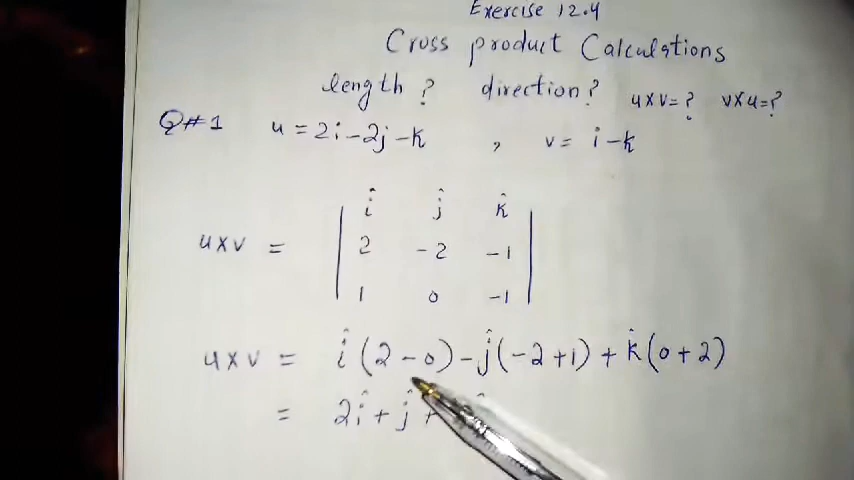 Exercise 12.4
Cross product Calculations
length? direction? u×v=? v×u=?
Q#1 u = 2i-2j-k , v= i-k
î ĵ k̂
u×v = 2 -2 -1
1 0 -1
u×v = î(2-0)-ĵ(-2+1)+k̂(0+2)
= 2î+ĵ+